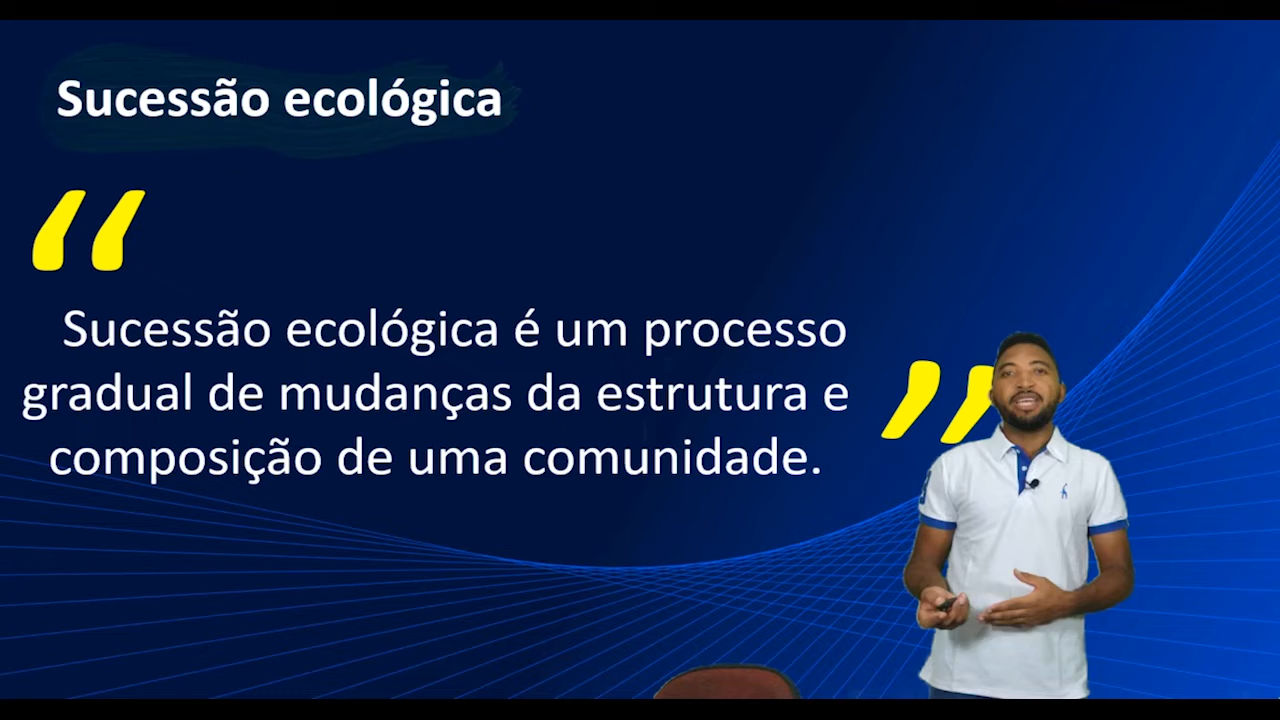 Sucessão ecológica
“
Sucessão ecológica é um processo
gradual de mudanças da estrutura e
composição de uma comunidade.
”